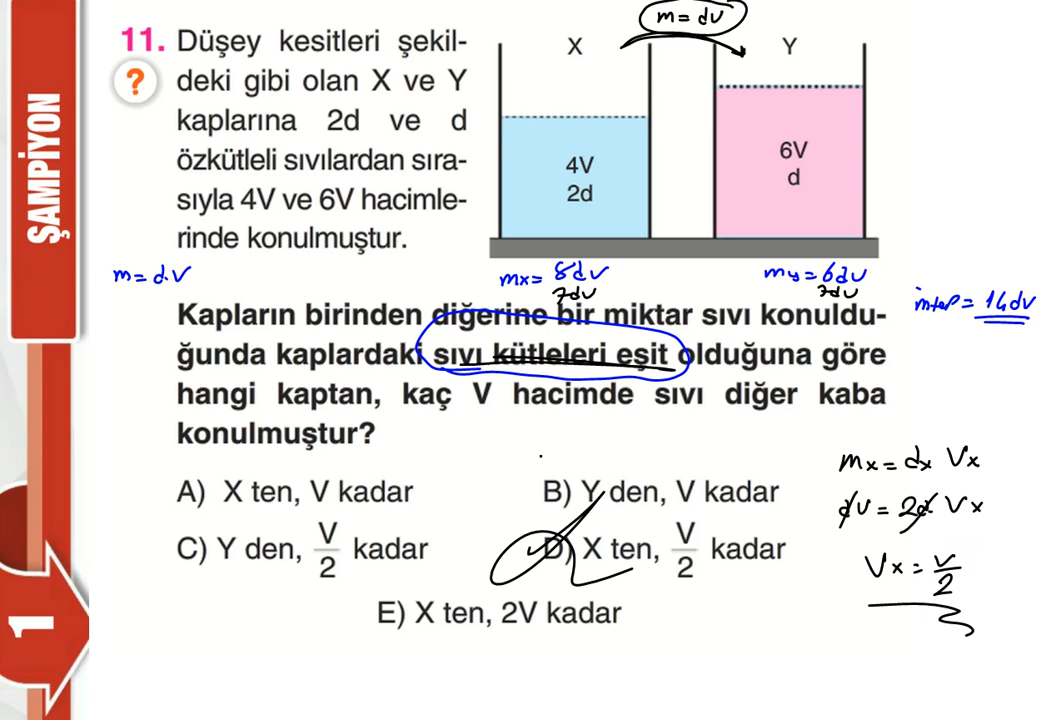 ŞAMPİYON
1
11. Düşey kesitleri şekil-
?
deki gibi olan X ve Y
kaplarına 2d ve d
özkütleli sıvılardan sıra-
sıyla 4V ve 6V hacimle-
rinde konulmuştur.
m = dv
X
Y
4V
2d
6V
d
m = d.v
mx = 8dv
7dv
my = 6dv
7dv
mtop = 14dv
Kapların birinden diğerine bir miktar sıvı konuldu-
ğunda kaplardaki sıvı kütleleri eşit olduğuna göre
hangi kaptan, kaç V hacimde sıvı diğer kaba
konulmuştur?
A) X ten, V kadar
B) Y den, V kadar
C) Y den, V/2 kadar
D) X ten, V/2 kadar
E) X ten, 2V kadar
mx = dx Vx
dv = 2d Vx
Vx = v/2